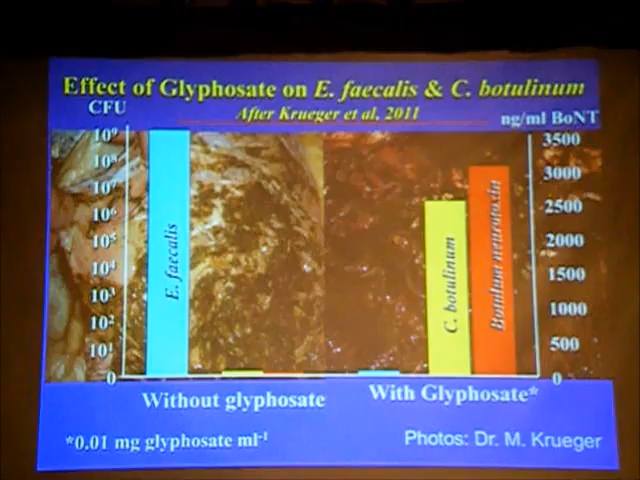 Effect of Glyphosate on E. faecalis & C. botulinum
After Krueger et al, 2011
CFU
ng/ml BoNT
10⁹
10⁸
10⁷
10⁶
10⁵
10⁴
10³
10²
10¹
0
3500
3000
2500
2000
1500
1000
500
0
E. faecalis
C. botulinum
Botulinum neurotoxin
Without glyphosate
With Glyphosate*
*0.01 mg glyphosate ml⁻¹
Photos: Dr. M. Krueger